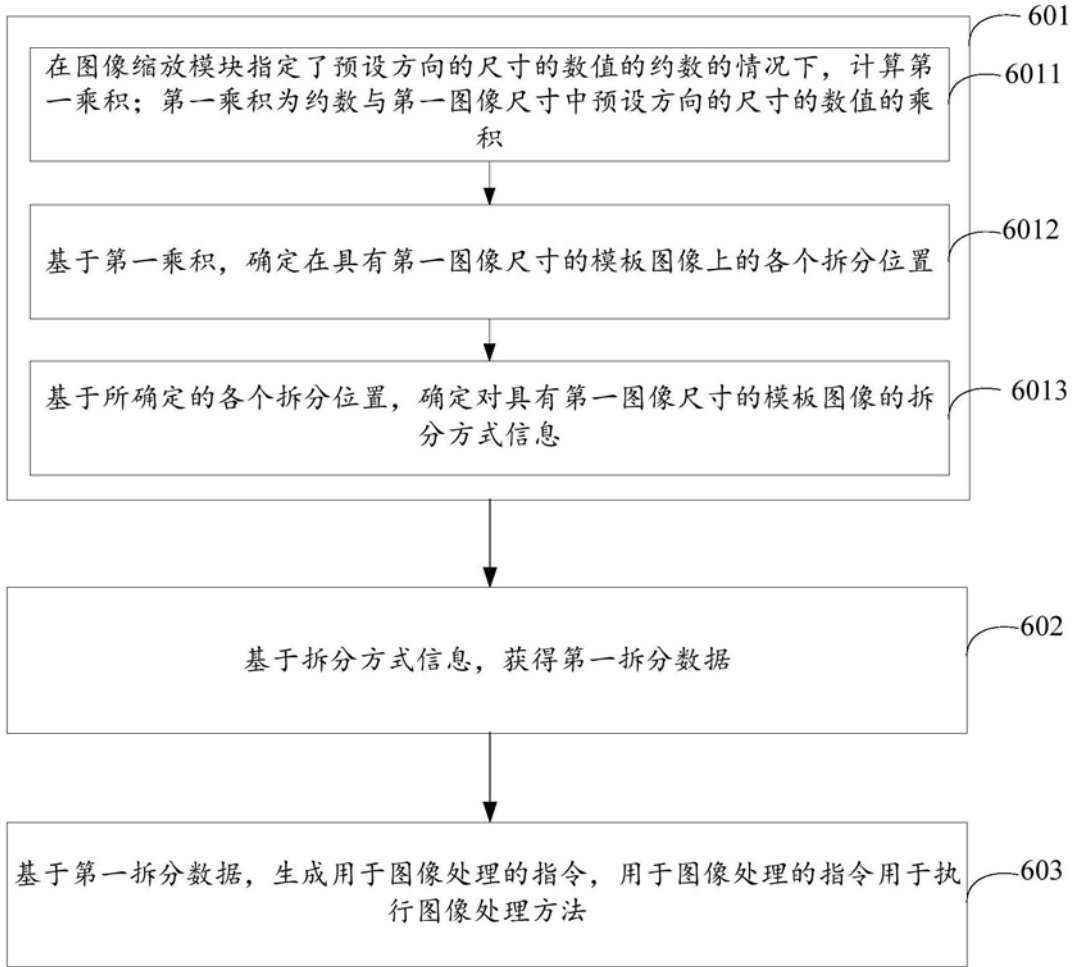 601
在图像缩放模块指定了预设方向的尺寸的数值的约数的情况下，计算第
一乘积；第一乘积为约数与第一图像尺寸中预设方向的尺寸的数值的乘
积
6011
基于第一乘积，确定在具有第一图像尺寸的模板图像上的各个拆分位置
6012
基于所确定的各个拆分位置，确定对具有第一图像尺寸的模板图像的拆
分方式信息
6013
基于拆分方式信息，获得第一拆分数据
602
基于第一拆分数据，生成用于图像处理的指令，用于图像处理的指令用于执
行图像处理方法
603